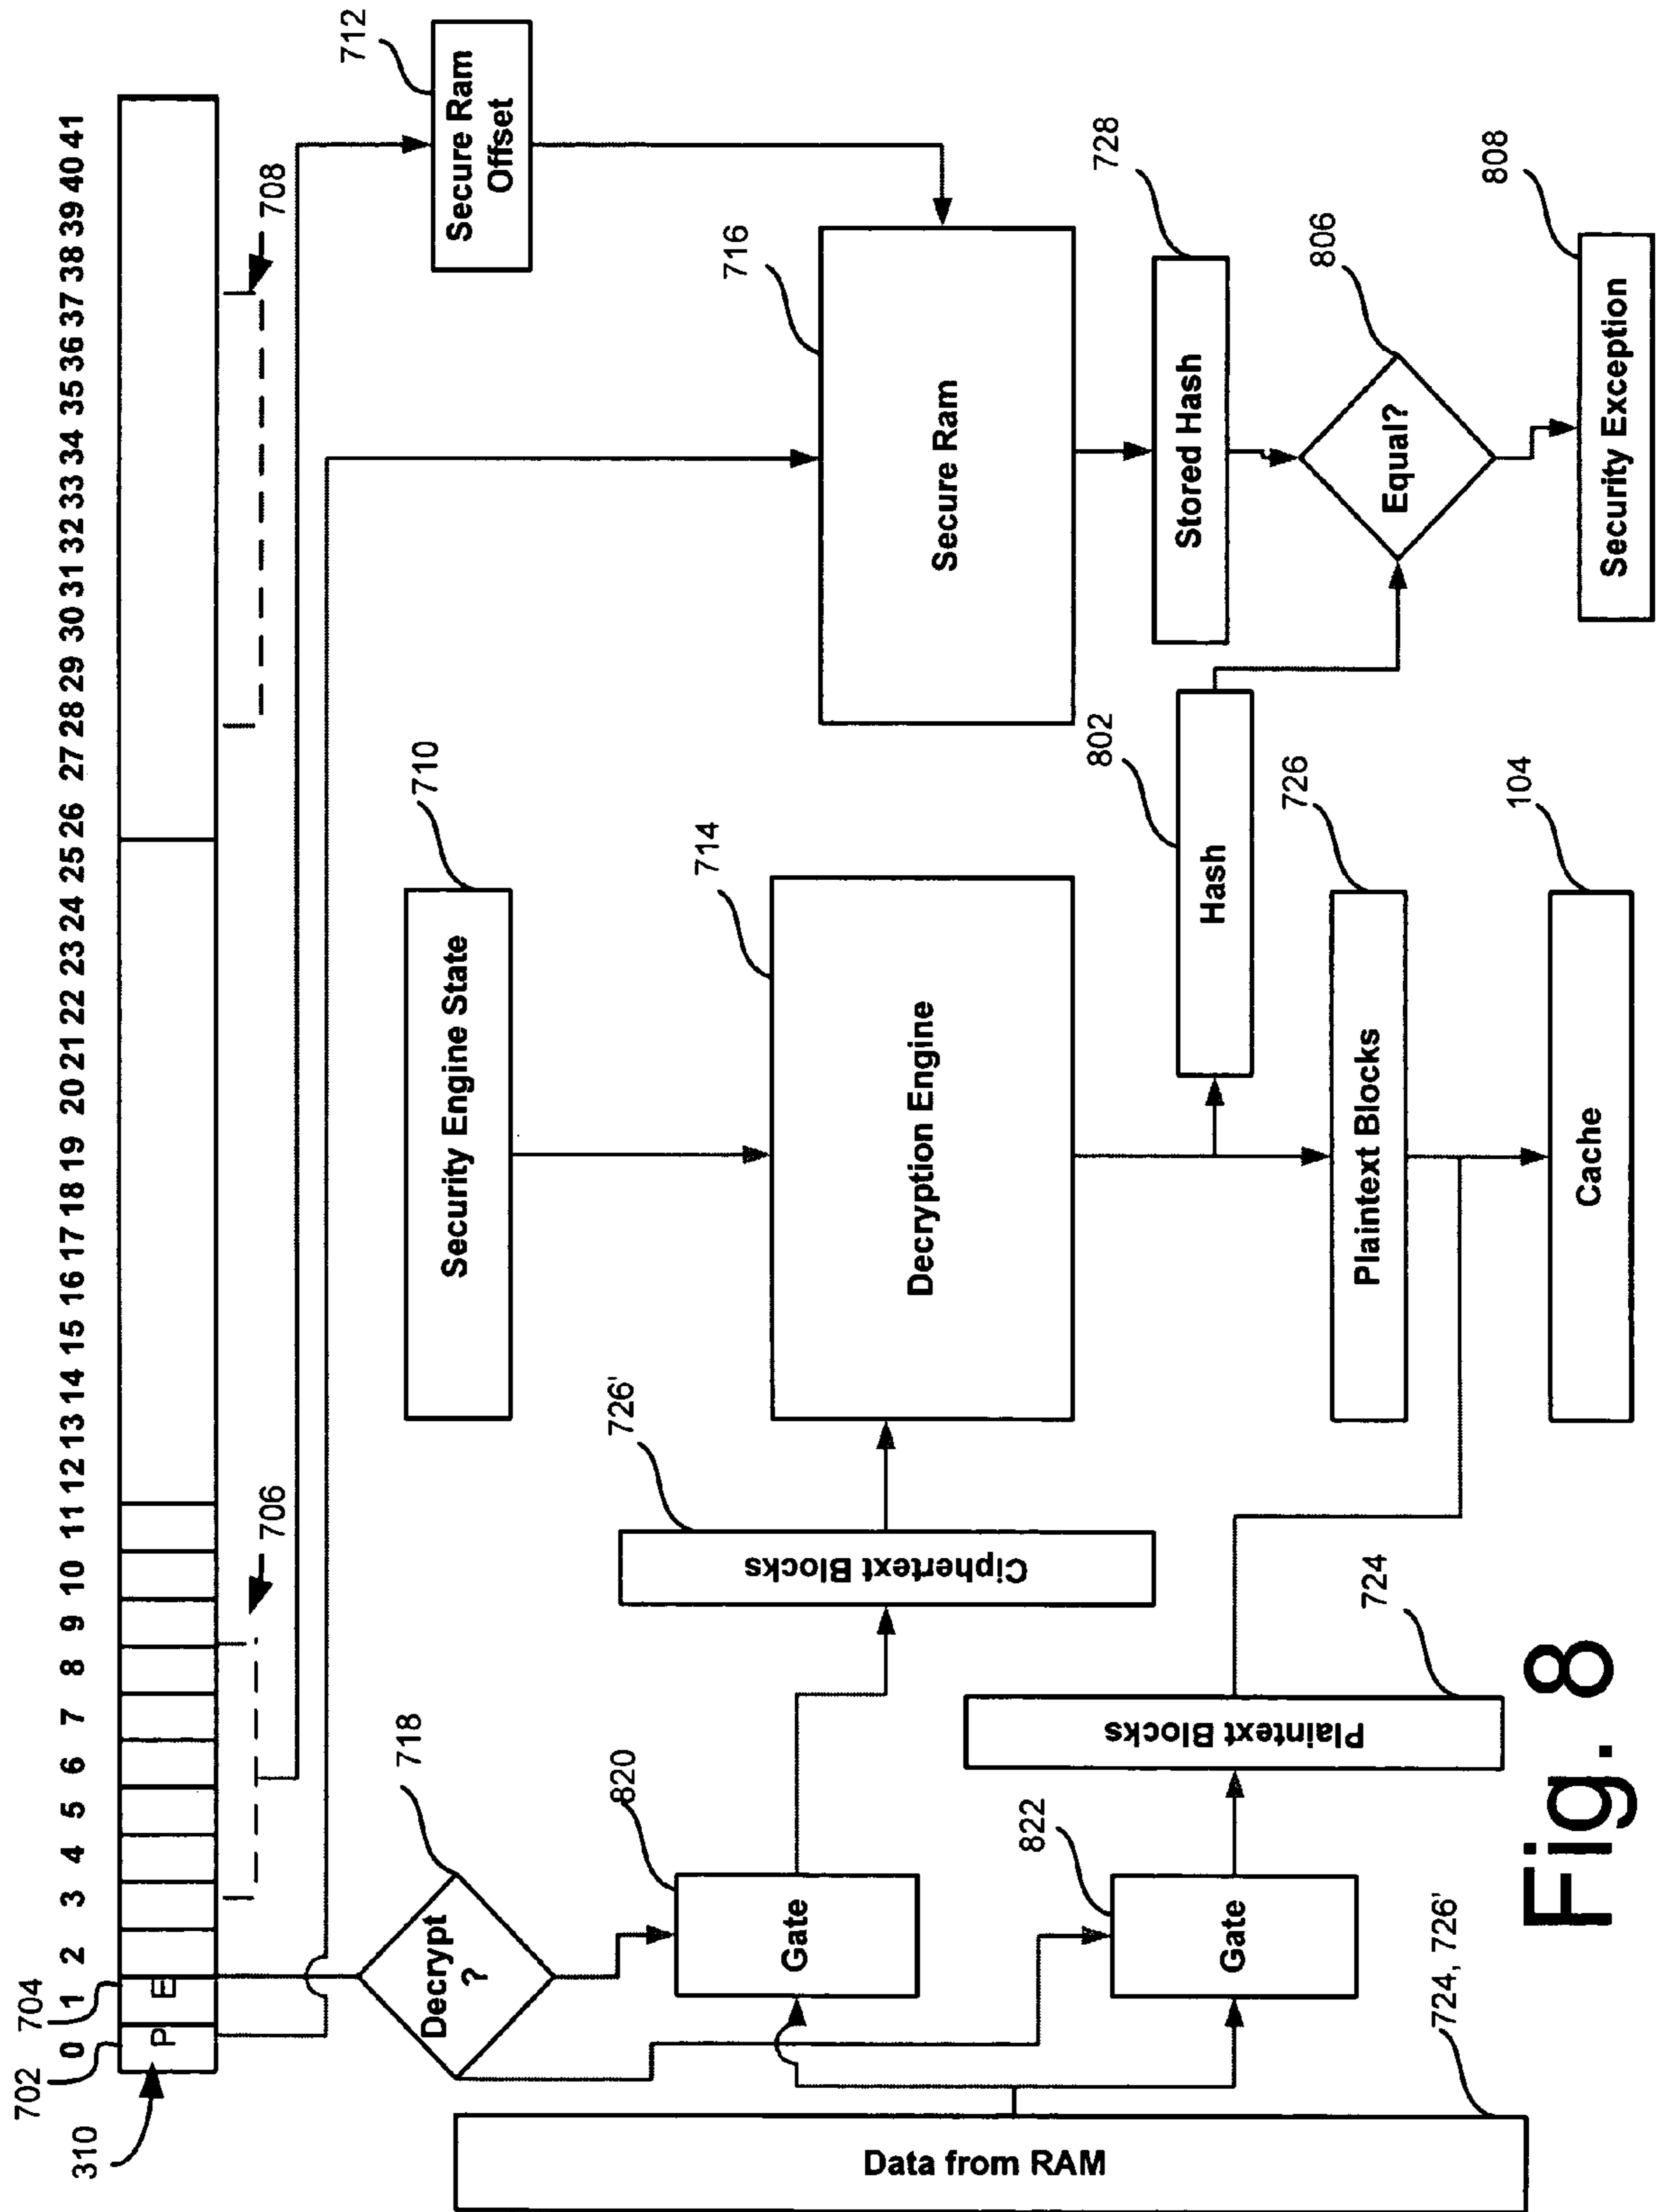 0 1 2 3 4 5 6 7 8 9 10 11 12 13 14 15 16 17 18 19 20 21 22 23 24 25 26 27 28 29 30 31 32 33 34 35 36 37 38 39 40 41
702
704
310
P
E
706
708
712
Secure Ram
Offset
710
Security Engine State
718
Decrypt
?
714
Decryption Engine
716
Secure Ram
820
Gate
726'
Ciphertext Blocks
822
Gate
724
Plaintext Blocks
802
Hash
728
Stored Hash
726
Plaintext Blocks
806
Equal?
104
Cache
808
Security Exception
Data from RAM
724, 726'
Fig. 8